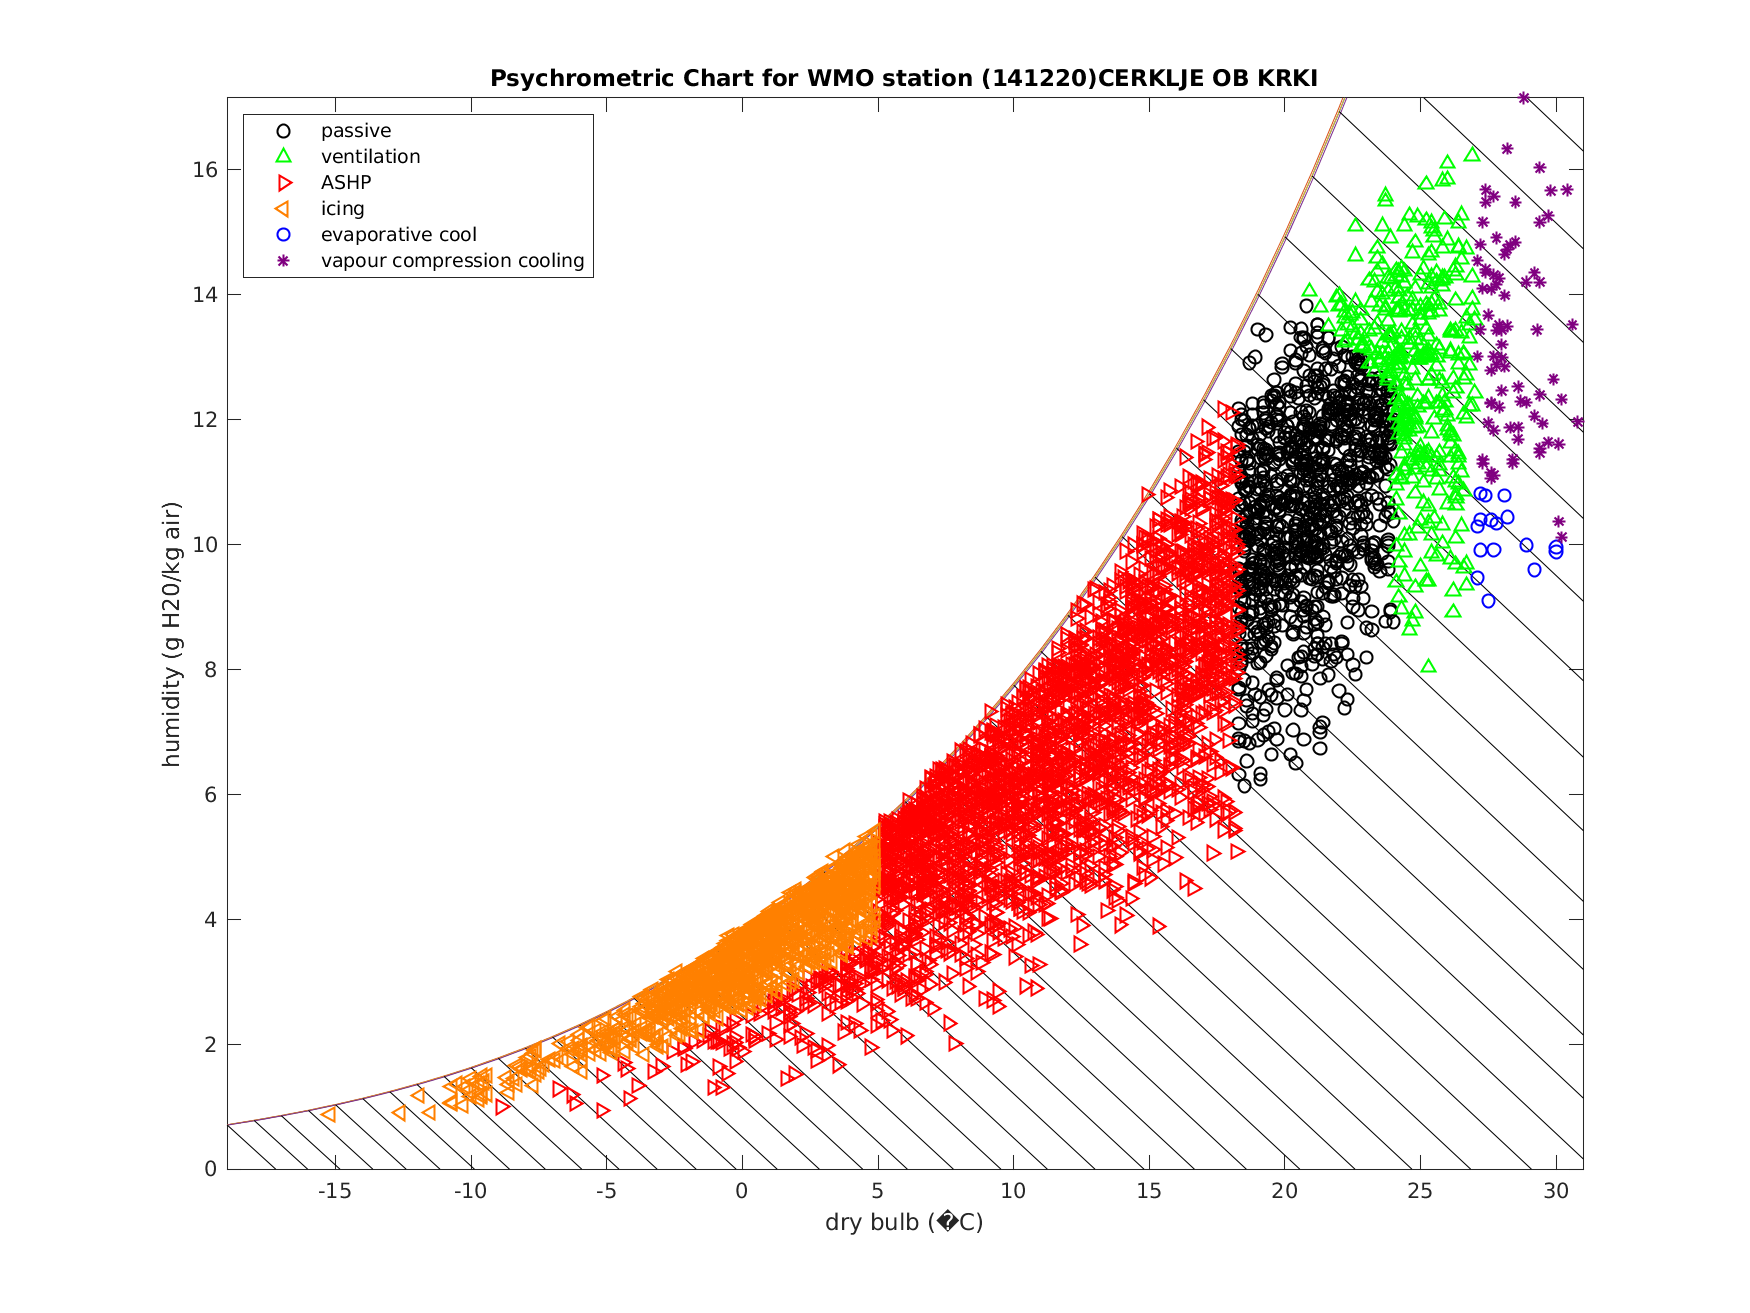 Psychrometric Chart for WMO station (141220)CERKLJE OB KRKI
passive
ventilation
ASHP
icing
evaporative cool
vapour compression cooling
humidity (g H20/kg air)
16
14
12
10
8
6
4
2
0
-15 -10 -5 0 5 10 15 20 25 30
dry bulb (�C)